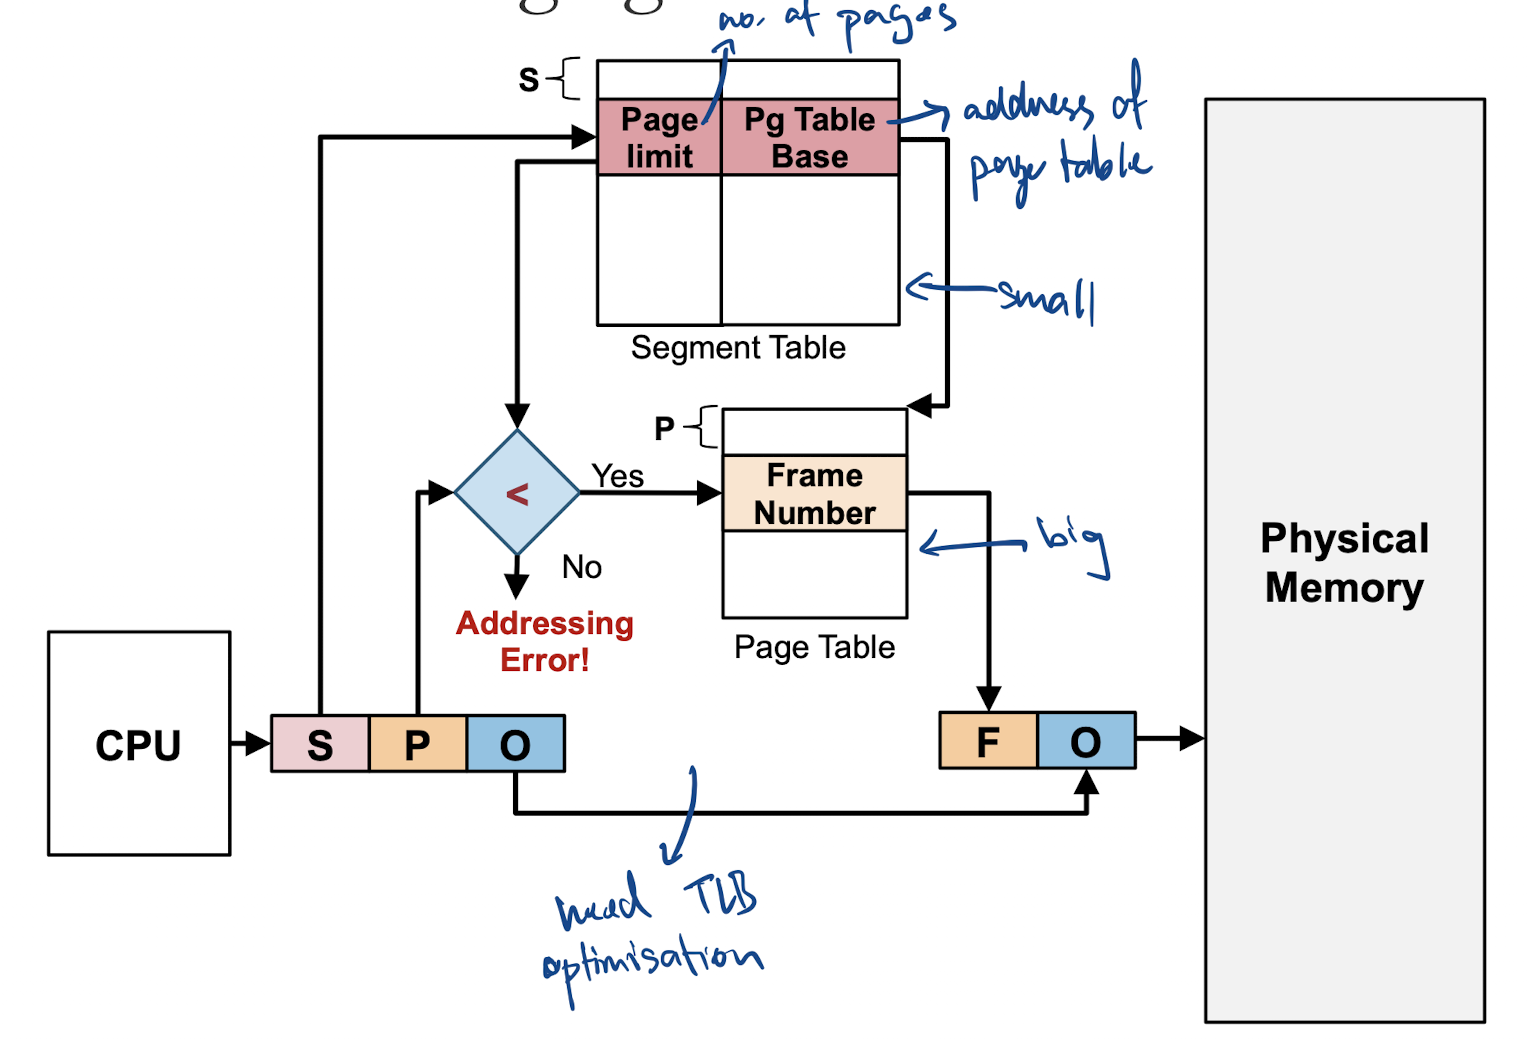 no. of pages
S
Page limit
Pg Table Base
address of
page table
small
Segment Table
P
<
Yes
Frame Number
big
No
Addressing
Error!
Page Table
Physical
Memory
CPU
S P O
F O
need TLB
optimisation